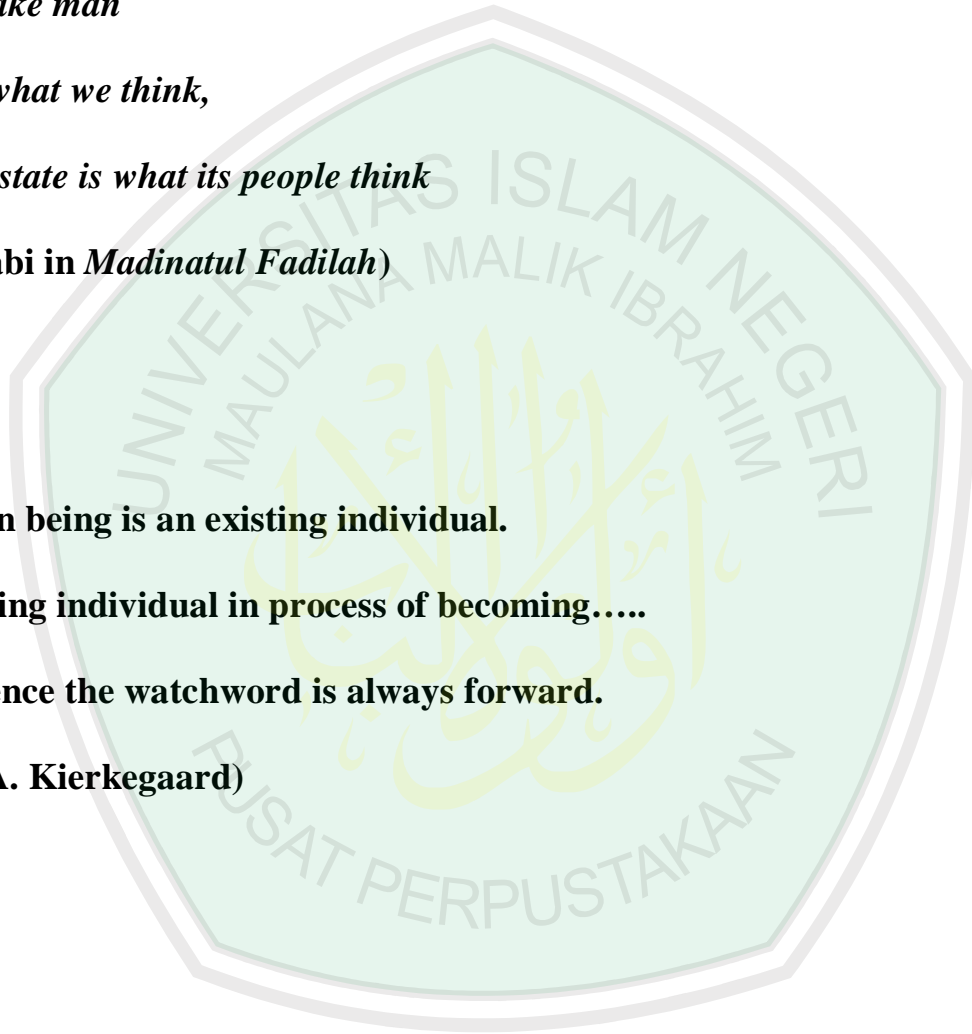 ake man
what we think,
state is what its people think
abi in Madinatul Fadilah)
n being is an existing individual.
ing individual in process of becoming…..
ence the watchword is always forward.
A. Kierkegaard)
UNIVERSITAS ISLAM NEGERI
MAULANA MALIK IBRAHIM
PUSAT PERPUSTAKAAN